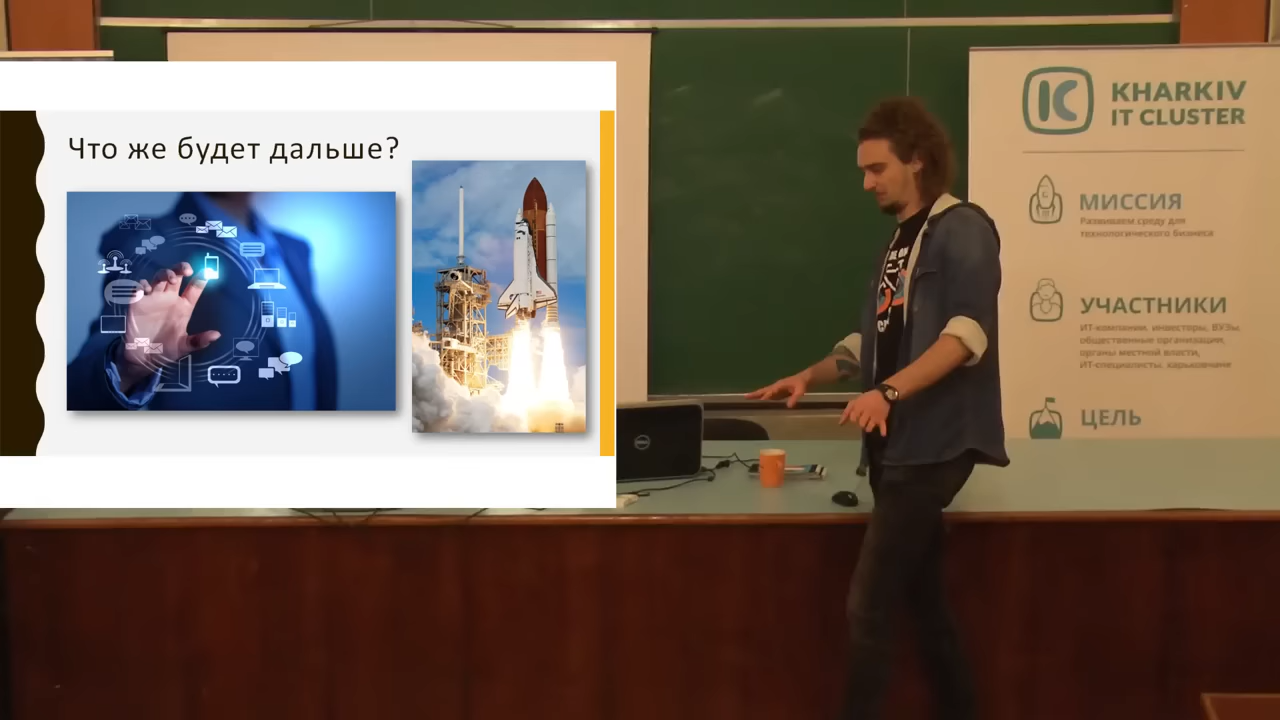 Что же будет дальше?
KHARKIV
IT CLUSTER
МИССИЯ
Развиваем среду для
технологического бизнеса
УЧАСТНИКИ
ИТ-компании, инвесторы, ВУЗы,
общественные организации,
органы местной власти,
ИТ-специалисты, харьковчане
ЦЕЛЬ
DELL